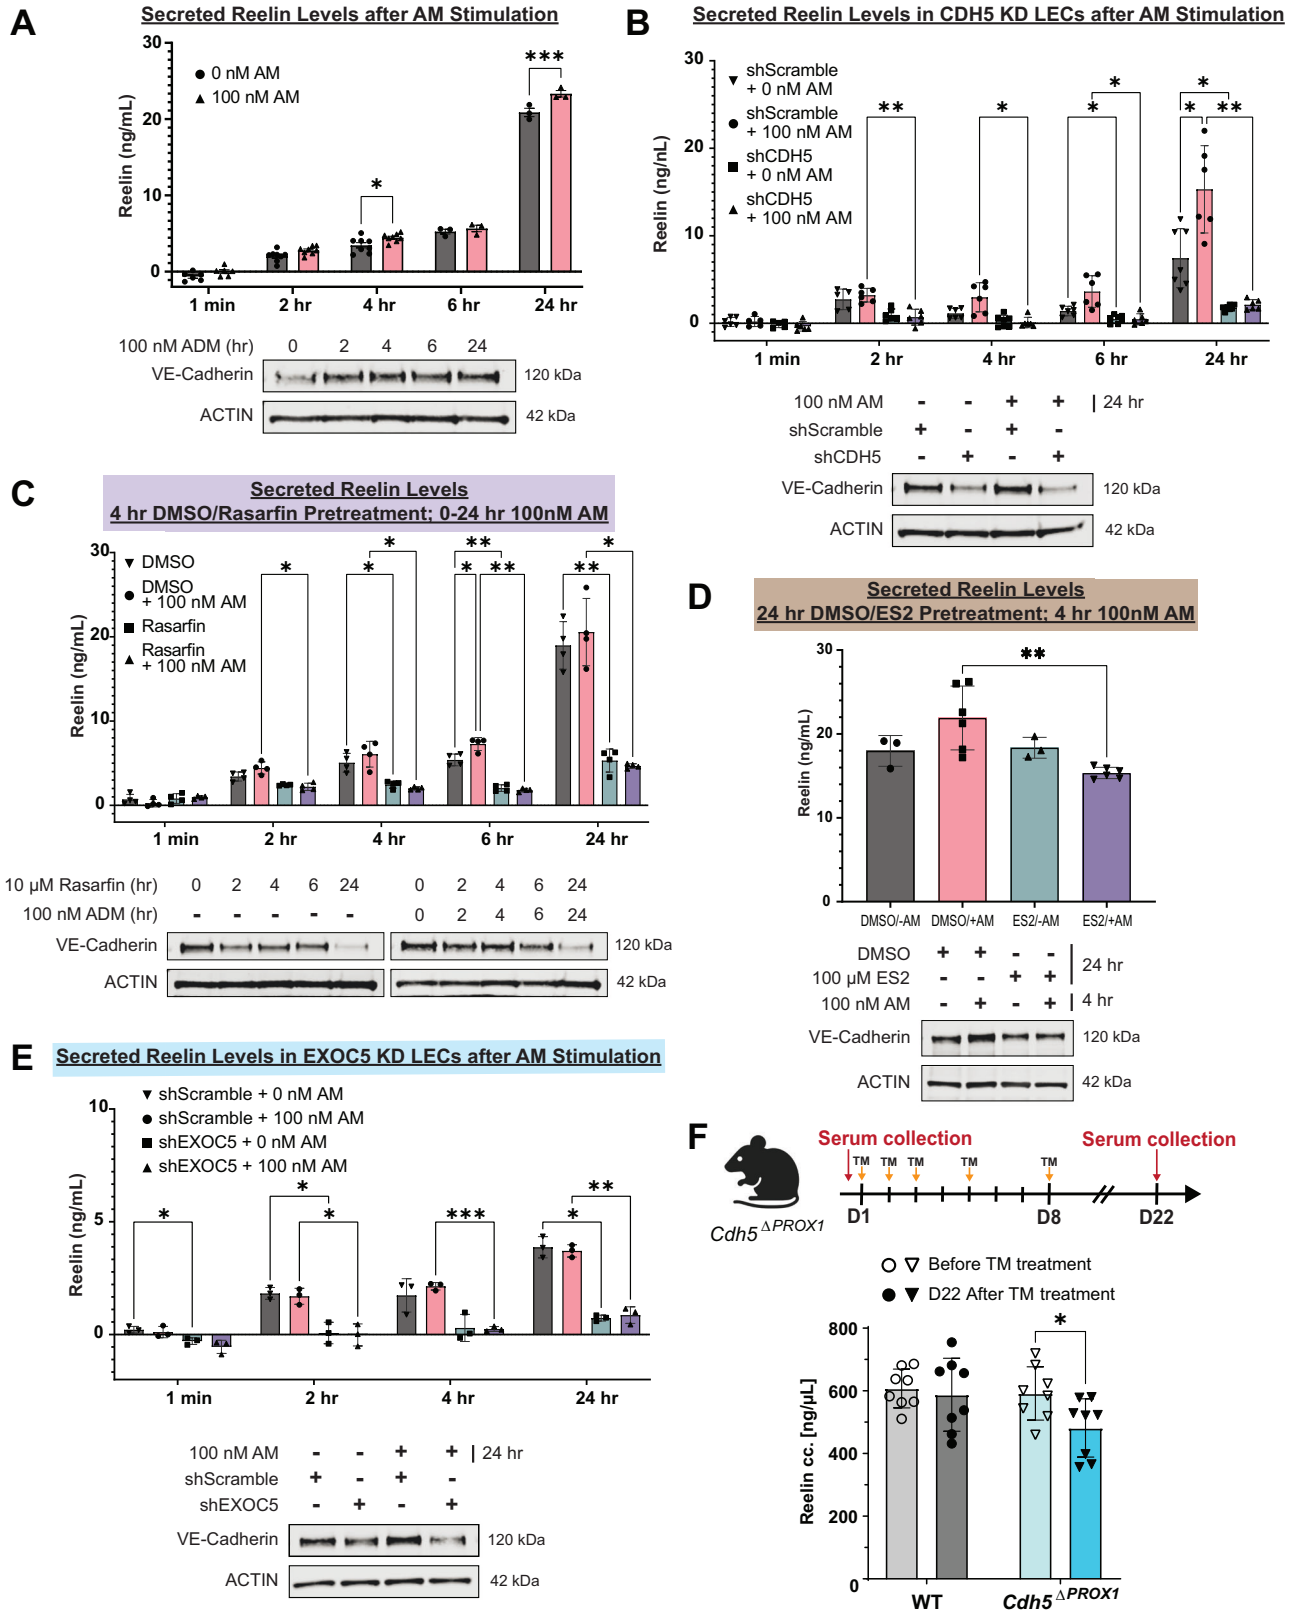 A
Secreted Reelin Levels after AM Stimulation
Reelin (ng/mL)
30
20
10
0
0 nM AM
100 nM AM
*
***
1 min 2 hr 4 hr 6 hr 24 hr
100 nM ADM (hr) 0 2 4 6 24
VE-Cadherin 120 kDa
ACTIN 42 kDa
B
Secreted Reelin Levels in CDH5 KD LECs after AM Stimulation
Reelin (ng/nL)
30
20
10
0
shScramble
+ 0 nM AM
shScramble
+ 100 nM AM
shCDH5
+ 0 nM AM
shCDH5
+ 100 nM AM
** * * * * * **
1 min 2 hr 4 hr 6 hr 24 hr
100 nM AM - - + + | 24 hr
shScramble + - + -
shCDH5 - + - +
VE-Cadherin 120 kDa
ACTIN 42 kDa
C
Secreted Reelin Levels
4 hr DMSO/Rasarfin Pretreatment; 0-24 hr 100nM AM
Reelin (ng/mL)
30
20
10
0
DMSO
DMSO
+ 100 nM AM
Rasarfin
Rasarfin
+ 100 nM AM
* * * ** * ** ** *
1 min 2 hr 4 hr 6 hr 24 hr
10 µM Rasarfin (hr) 0 2 4 6 24 0 2 4 6 24
100 nM ADM (hr) - - - - - 0 2 4 6 24
VE-Cadherin 120 kDa
ACTIN 42 kDa
D
Secreted Reelin Levels
24 hr DMSO/ES2 Pretreatment; 4 hr 100nM AM
Reelin (ng/mL)
30
20
10
0
**
DMSO/-AM DMSO/+AM ES2/-AM ES2/+AM
DMSO + + - -
100 µM ES2 - - + + | 24 hr
100 nM AM - + - + | 4 hr
VE-Cadherin 120 kDa
ACTIN 42 kDa
E
Secreted Reelin Levels in EXOC5 KD LECs after AM Stimulation
Reelin (ng/mL)
10
5
0
shScramble + 0 nM AM
shScramble + 100 nM AM
shEXOC5 + 0 nM AM
shEXOC5 + 100 nM AM
* * * *** * **
1 min 2 hr 4 hr 24 hr
100 nM AM - - + + | 24 hr
shScramble + - + -
shEXOC5 - + - +
VE-Cadherin 120 kDa
ACTIN 42 kDa
F
Serum collection Serum collection
TM TM TM TM TM
D1 D8 D22
Cdh5 ΔPROX1
Before TM treatment
D22 After TM treatment
Reelin cc. [ng/µL]
800
600
400
200
0
*
WT Cdh5 ΔPROX1